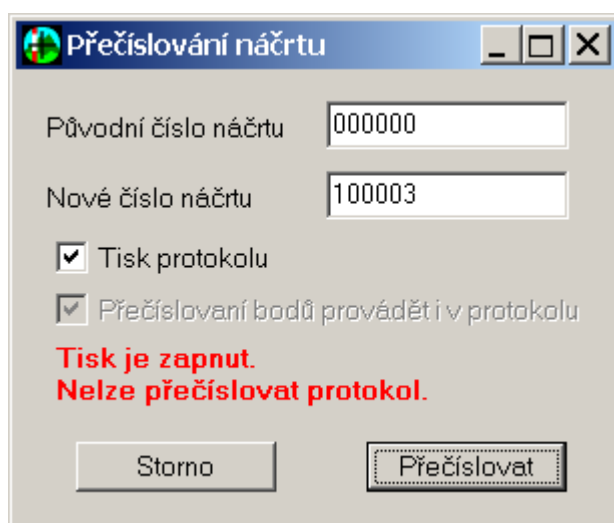 Přečíslování náčrtu
Původní číslo náčrtu 000000
Nové číslo náčrtu 100003
Tisk protokolu
Přečíslovaní bodů provádět i v protokolu
Tisk je zapnut.
Nelze přečíslovat protokol.
Storno Přečíslovat